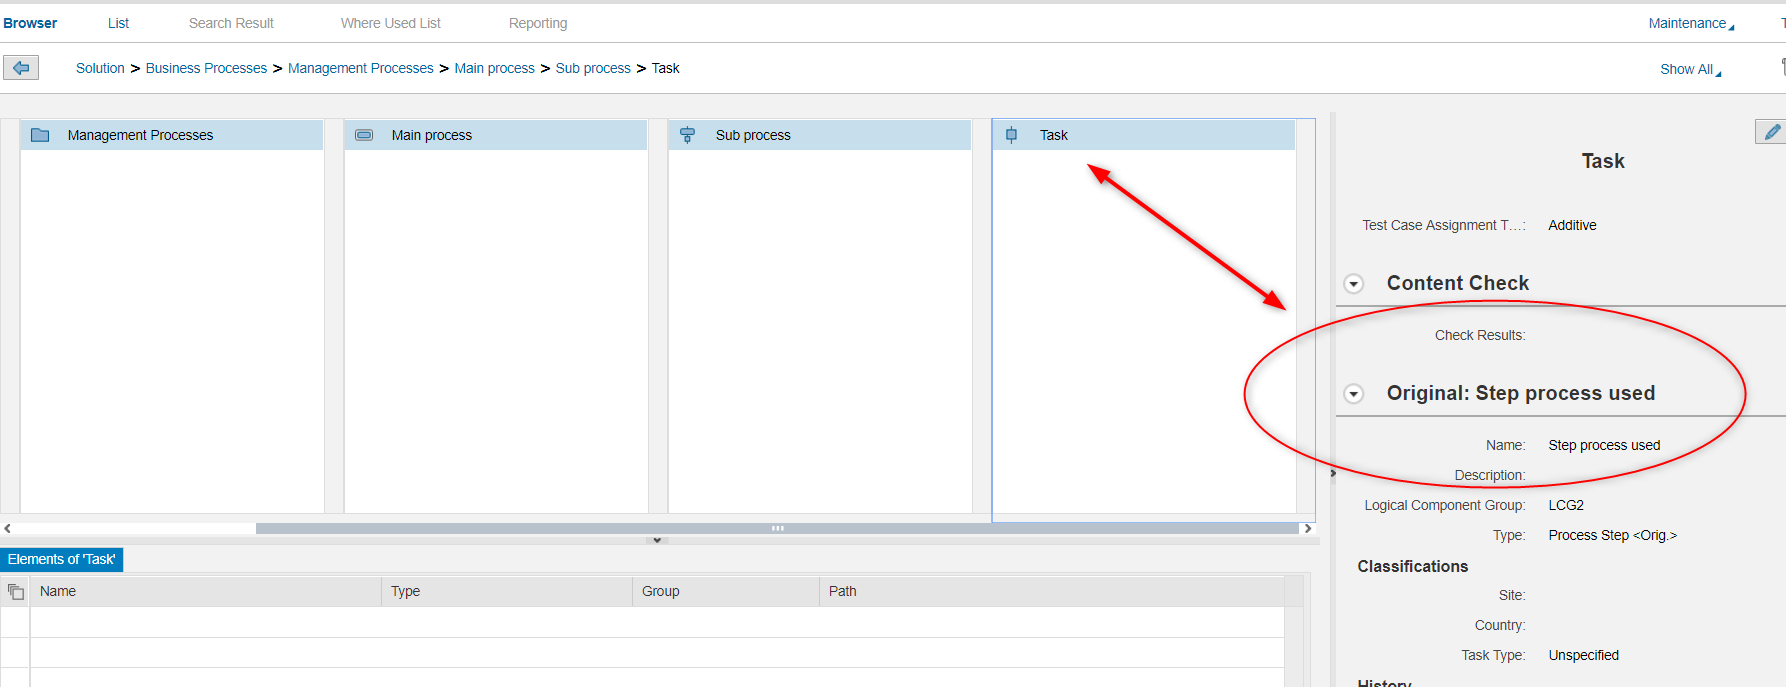 Browser List Search Result Where Used List Reporting Maintenance
Solution > Business Processes > Management Processes > Main process > Sub process > Task Show All
Management Processes Main process Sub process Task
Task
Test Case Assignment T...: Additive
Content Check
Check Results:
Original: Step process used
Name: Step process used
Description:
Logical Component Group: LCG2
Type: Process Step <Orig.>
Classifications
Site:
Country:
Task Type: Unspecified
History
Elements of 'Task'
Name Type Group Path